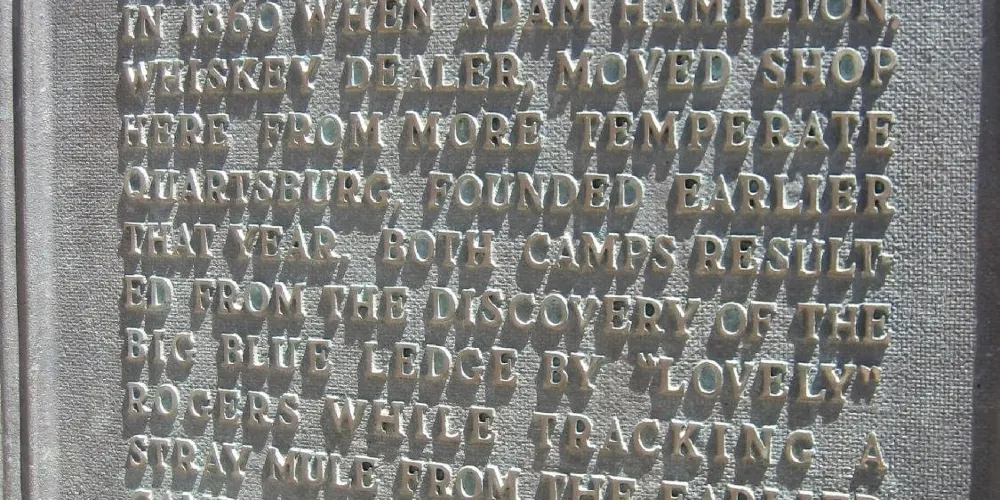 IN 1860 WHEN ADAM HAMILTON,
WHISKEY DEALER, MOVED SHOP
HERE FROM MORE TEMPERATE
QUARTSBURG, FOUNDED EARLIER
THAT YEAR. BOTH CAMPS RESULT-
ED FROM THE DISCOVERY OF THE
BIG BLUE LEDGE BY "LOVELY"
ROGERS WHILE TRACKING A
STRAY MULE FROM THE EARLIER
CAMP